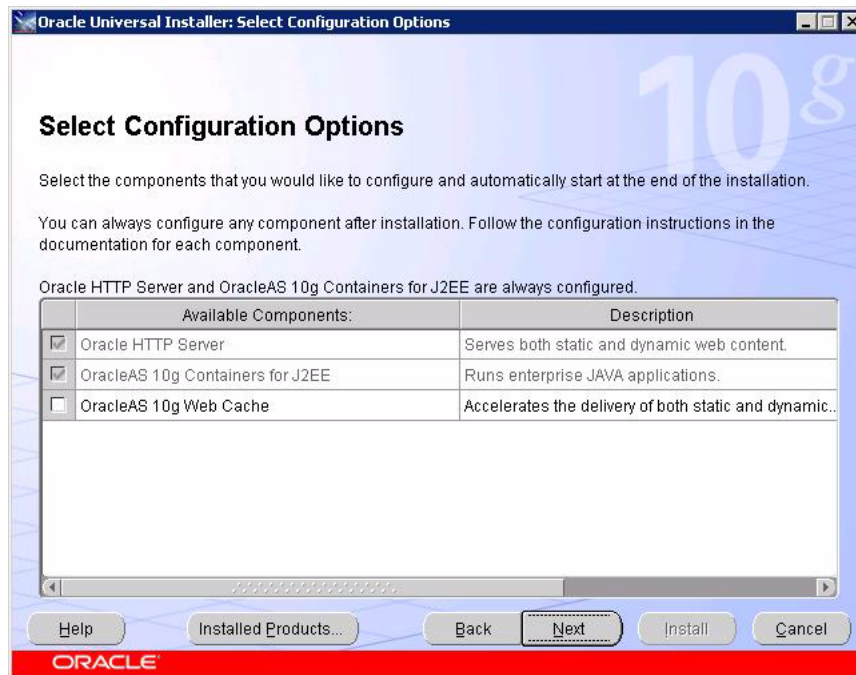 Oracle Universal Installer: Select Configuration Options
10g
Select Configuration Options
Select the components that you would like to configure and automatically start at the end of the installation.
You can always configure any component after installation. Follow the configuration instructions in the
documentation for each component.
Oracle HTTP Server and OracleAS 10g Containers for J2EE are always configured.
Available Components: Description
Oracle HTTP Server Serves both static and dynamic web content.
OracleAS 10g Containers for J2EE Runs enterprise JAVA applications.
OracleAS 10g Web Cache Accelerates the delivery of both static and dynamic..
Help Installed Products... Back Next Install Cancel
ORACLE